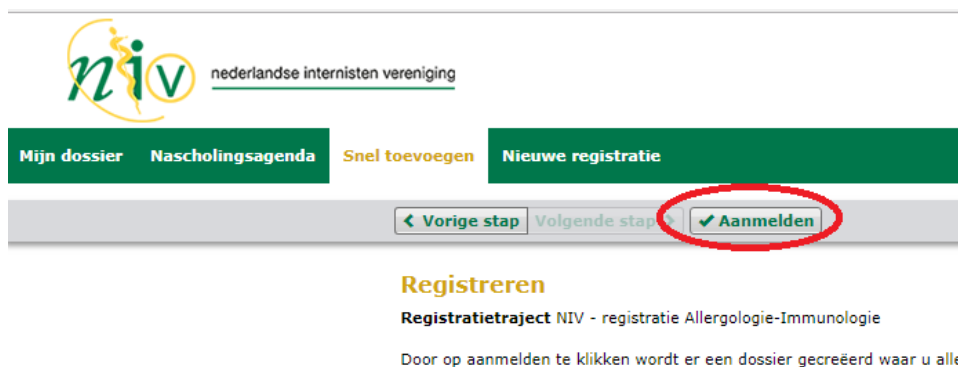 niv nederlandse internisten vereniging
Mijn dossier Nascholingsagenda Snel toevoegen Nieuwe registratie
Vorige stap Volgende stap Aanmelden
Registreren
Registratietraject NIV - registratie Allergologie-Immunologie
Door op aanmelden te klikken wordt er een dossier gecreëerd waar u alle